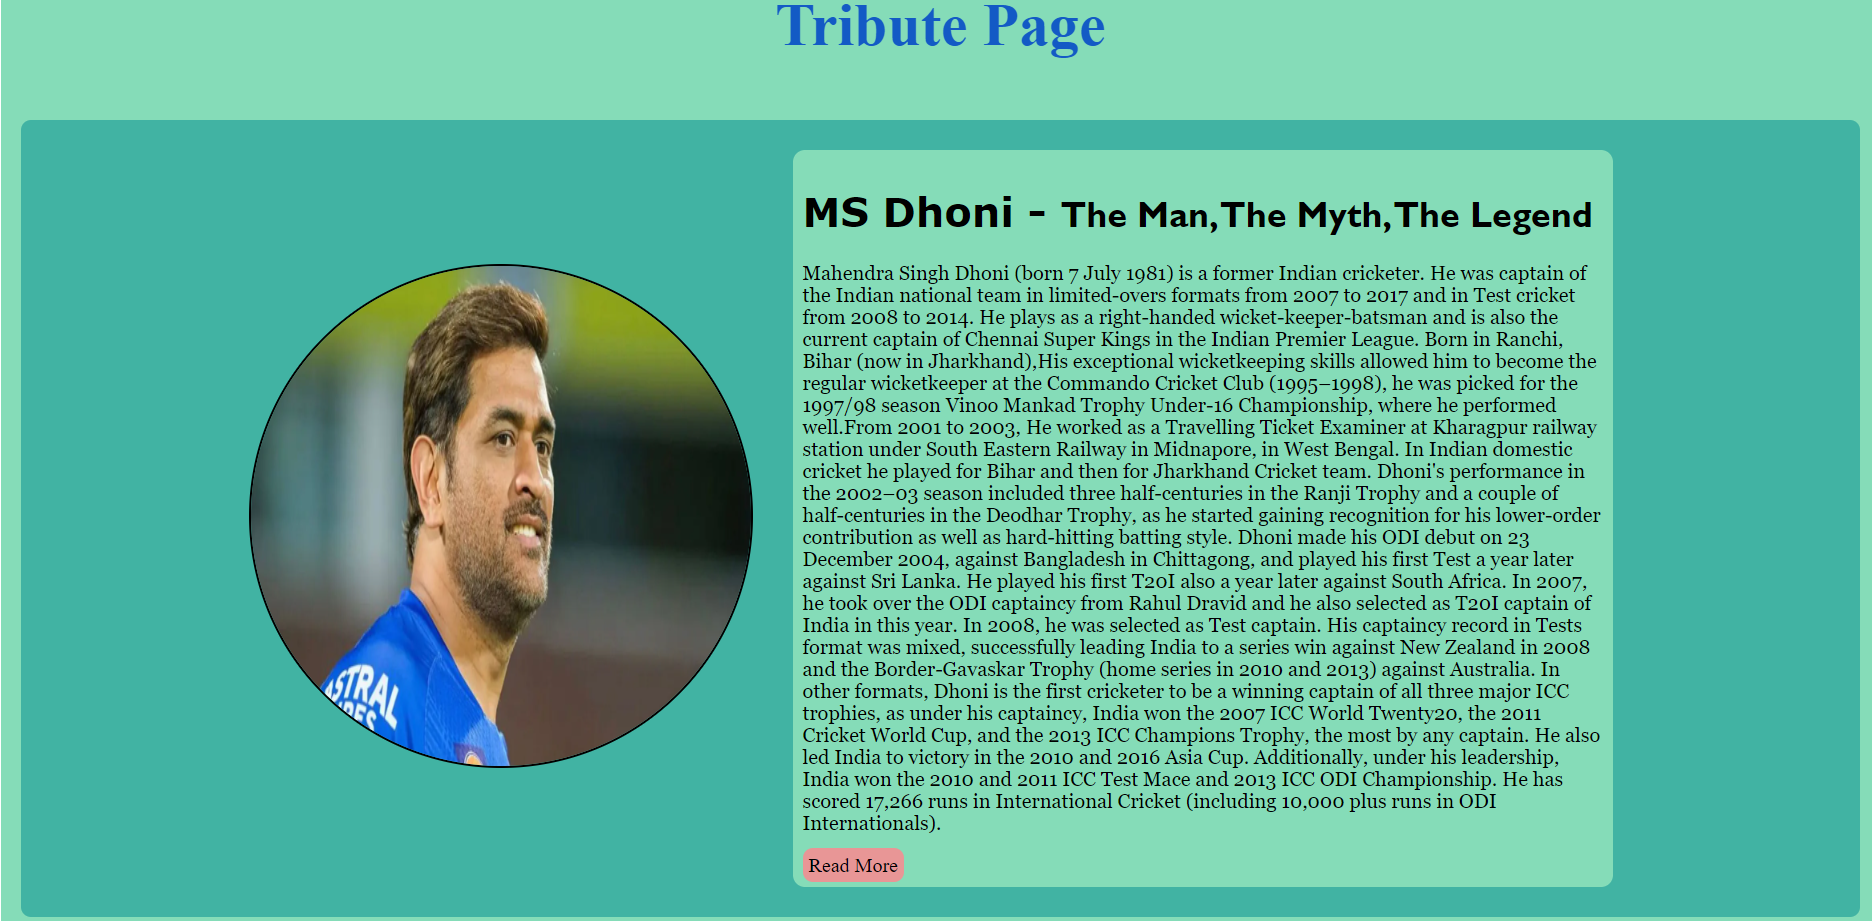 Tribute Page
MS Dhoni - The Man,The Myth,The Legend
Mahendra Singh Dhoni (born 7 July 1981) is a former Indian cricketer. He was captain of
the Indian national team in limited-overs formats from 2007 to 2017 and in Test cricket
from 2008 to 2014. He plays as a right-handed wicket-keeper-batsman and is also the
current captain of Chennai Super Kings in the Indian Premier League. Born in Ranchi,
Bihar (now in Jharkhand),His exceptional wicketkeeping skills allowed him to become the
regular wicketkeeper at the Commando Cricket Club (1995–1998), he was picked for the
1997/98 season Vinoo Mankad Trophy Under-16 Championship, where he performed
well.From 2001 to 2003, He worked as a Travelling Ticket Examiner at Kharagpur railway
station under South Eastern Railway in Midnapore, in West Bengal. In Indian domestic
cricket he played for Bihar and then for Jharkhand Cricket team. Dhoni's performance in
the 2002–03 season included three half-centuries in the Ranji Trophy and a couple of
half-centuries in the Deodhar Trophy, as he started gaining recognition for his lower-order
contribution as well as hard-hitting batting style. Dhoni made his ODI debut on 23
December 2004, against Bangladesh in Chittagong, and played his first Test a year later
against Sri Lanka. He played his first T20I also a year later against South Africa. In 2007,
he took over the ODI captaincy from Rahul Dravid and he also selected as T20I captain of
India in this year. In 2008, he was selected as Test captain. His captaincy record in Tests
format was mixed, successfully leading India to a series win against New Zealand in 2008
and the Border-Gavaskar Trophy (home series in 2010 and 2013) against Australia. In
other formats, Dhoni is the first cricketer to be a winning captain of all three major ICC
trophies, as under his captaincy, India won the 2007 ICC World Twenty20, the 2011
Cricket World Cup, and the 2013 ICC Champions Trophy, the most by any captain. He also
led India to victory in the 2010 and 2016 Asia Cup. Additionally, under his leadership,
India won the 2010 and 2011 ICC Test Mace and 2013 ICC ODI Championship. He has
scored 17,266 runs in International Cricket (including 10,000 plus runs in ODI
Internationals).
Read More